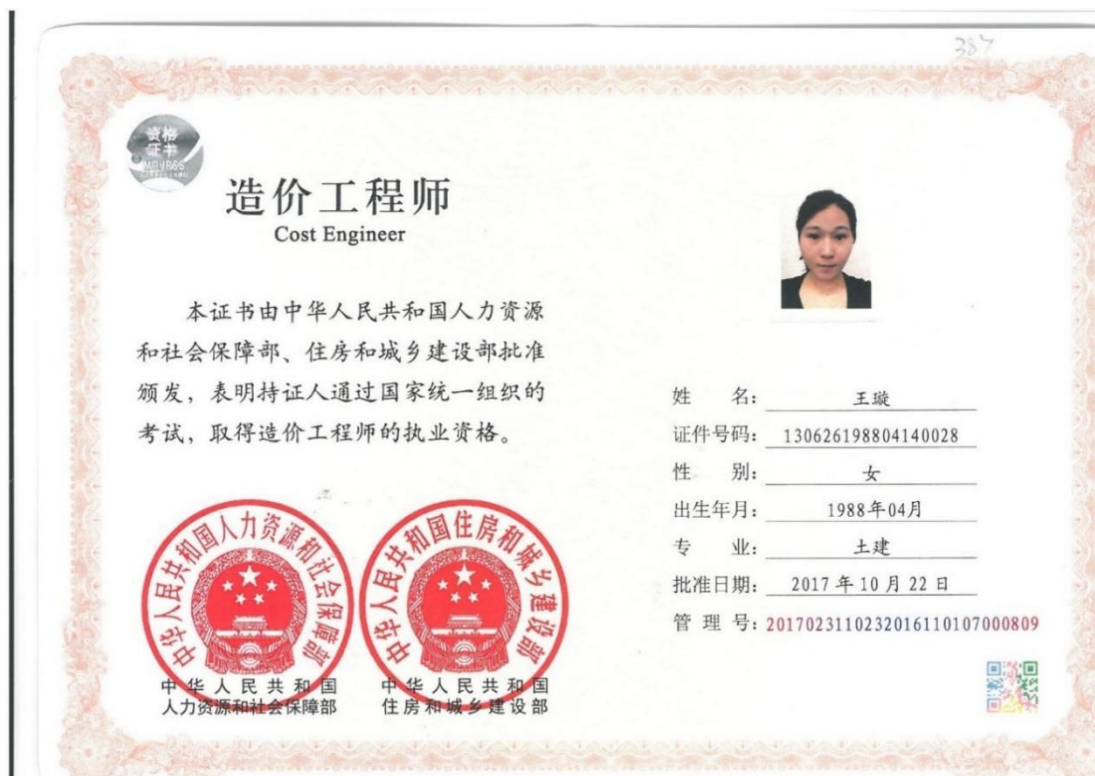 387
资格
证书
造价工程师
Cost Engineer
本证书由中华人民共和国人力资源
和社会保障部、住房和城乡建设部批准
颁发，表明持证人通过国家统一组织的
考试，取得造价工程师的执业资格。
姓 名：王璇
证件号码：130626198804140028
性 别：女
出生年月：1988年04月
专 业：土建
批准日期：2017年10月22日
管 理 号：2017023110232016110107000809
中华人民共和国人力资源和社会保障部
中华人民共和国
人力资源和社会保障部
中华人民共和国住房和城乡建设部
中华人民共和国
住房和城乡建设部